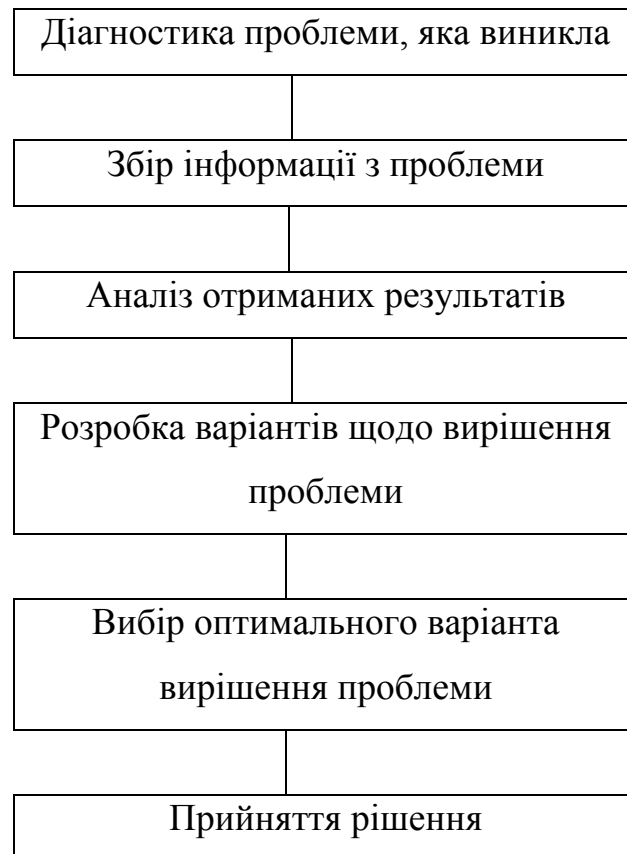 Діагностика проблеми, яка виникла
Збір інформації з проблеми
Аналіз отриманих результатів
Розробка варіантів щодо вирішення
проблеми
Вибір оптимального варіанта
вирішення проблеми
Прийняття рішення